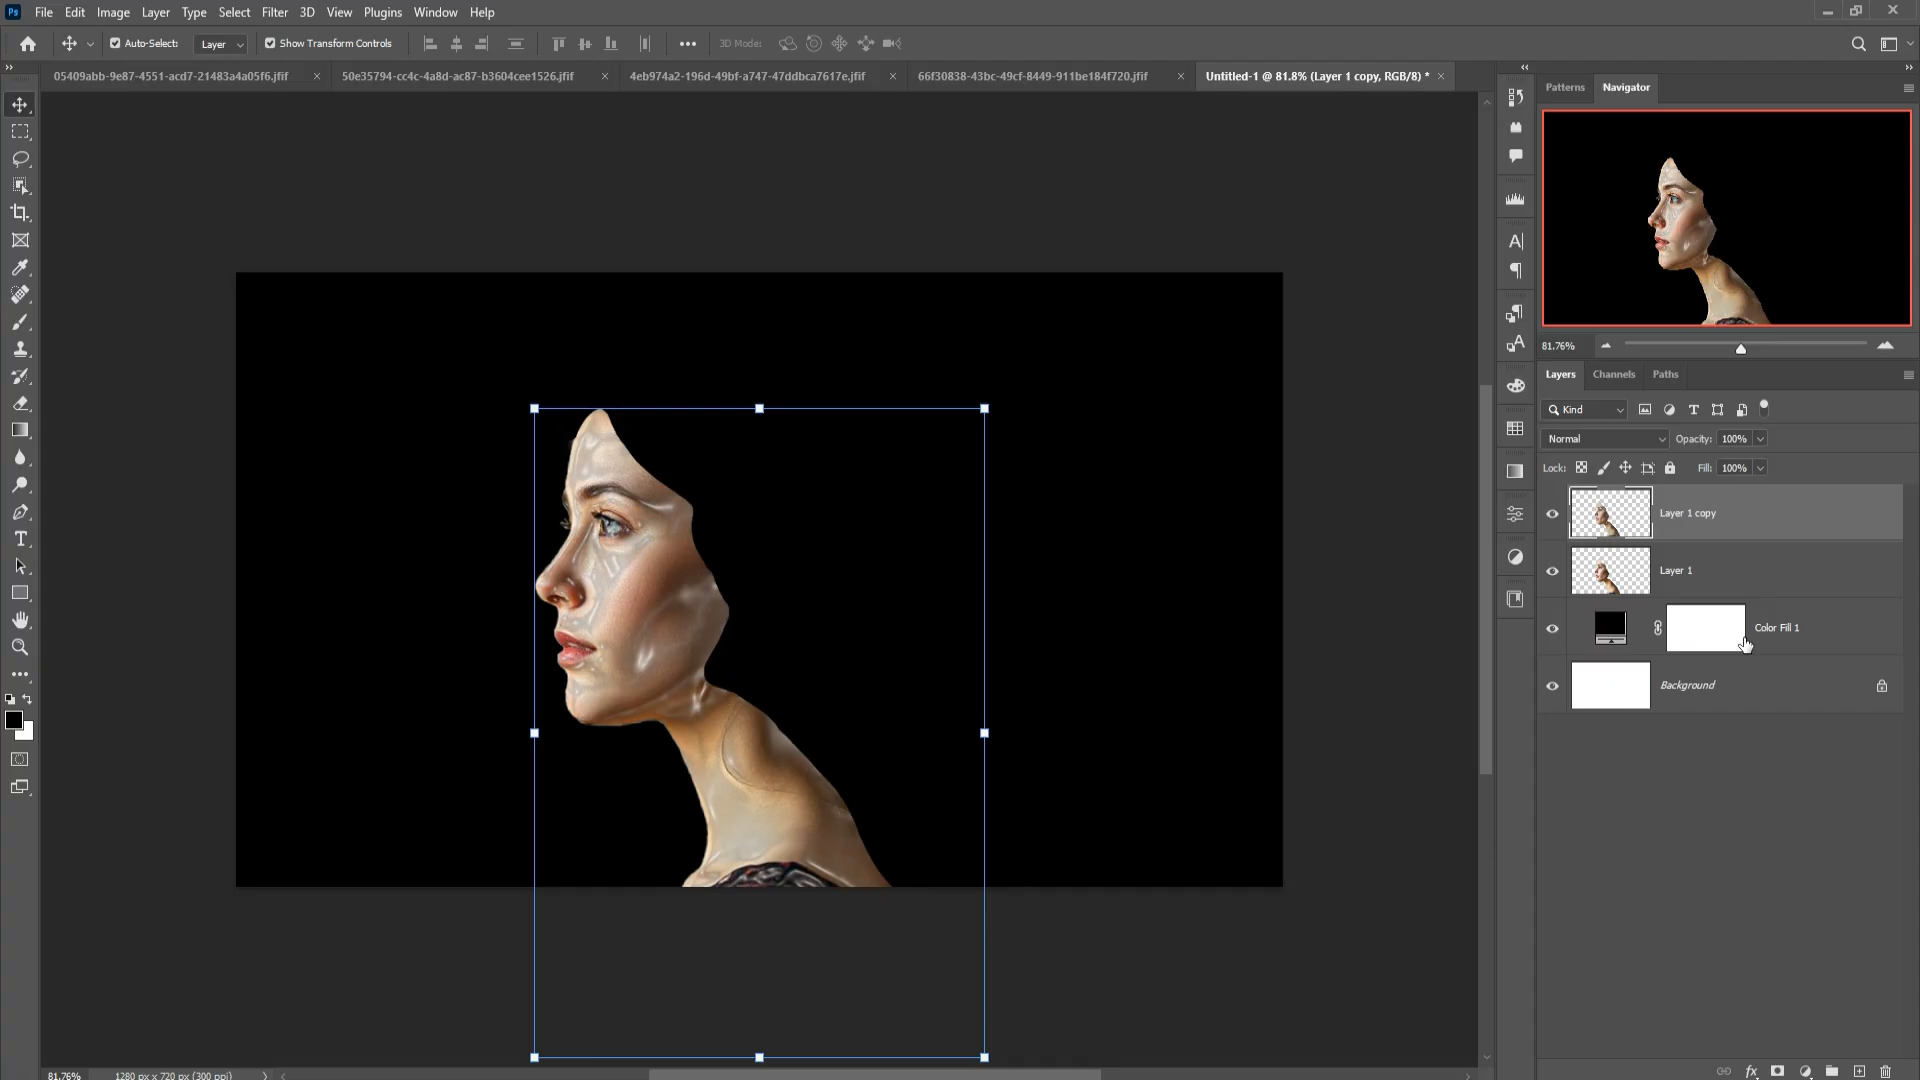 Ps File Edit Image Layer Type Select Filter 3D View Plugins Window Help
Auto-Select: Layer Show Transform Controls 3D Mode:
05409abb-9e87-4551-acd7-21483a4a05f6.jfif 50e35794-cc4c-4a8d-ac87-b3604cee1526.jfif 4eb974a2-196d-49bf-a747-47ddbca7617e.jfif 66f30838-43bc-49cf-8449-911be184f720.jfif Untitled-1 @ 81.8% (Layer 1 copy, RGB/8) *
Patterns Navigator
81.76%
Layers Channels Paths
Kind
Normal Opacity: 100%
Lock: Fill: 100%
Layer 1 copy
Layer 1
Color Fill 1
Background
81.76% 1280 px x 720 px (300 ppi)